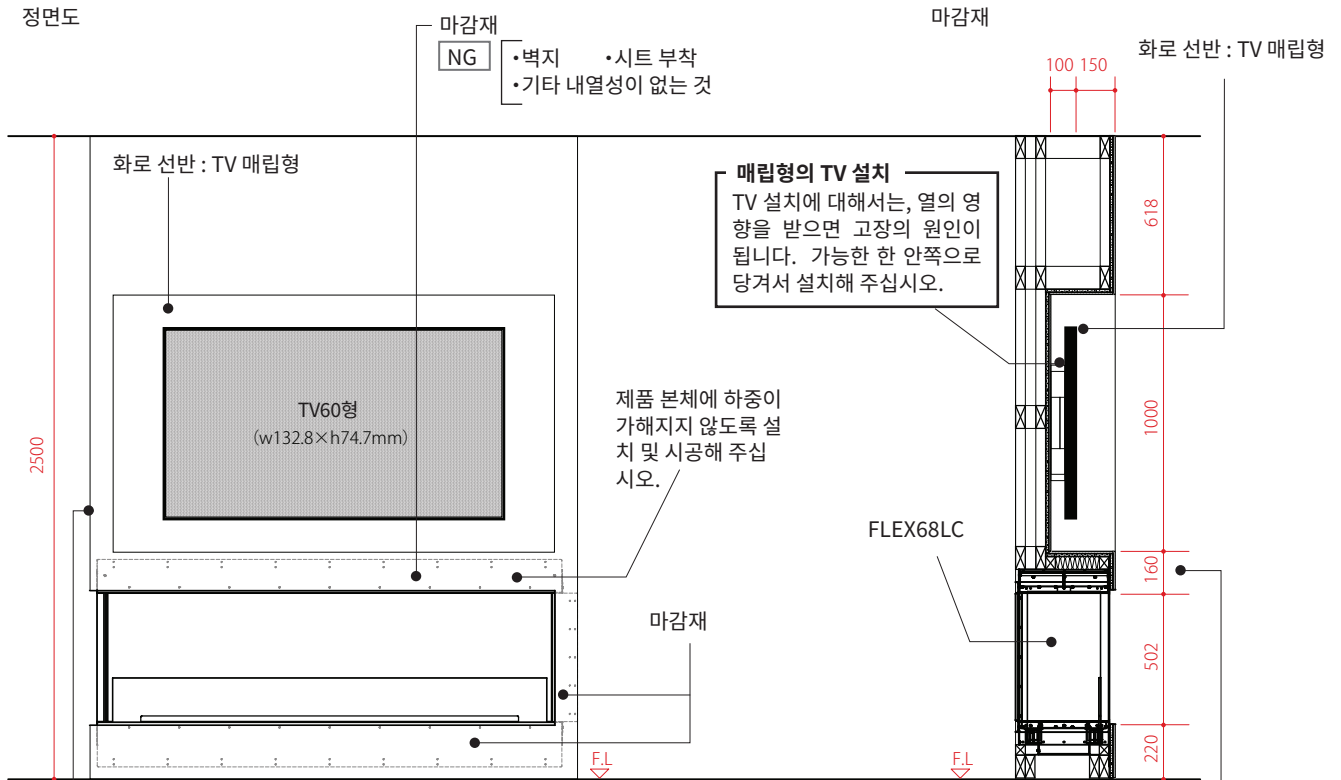 정면도
마감재
NG
•벽지 •시트 부착
•기타 내열성이 없는 것
화로 선반 : TV 매립형
TV60형
(w132.8×h74.7mm)
2500
제품 본체에 하중이
가해지지 않도록 설
치 및 시공해 주십
시오.
마감재
F.L
마감재
화로 선반 : TV 매립형
100 150
매립형의 TV 설치
TV 설치에 대해서는, 열의 영
향을 받으면 고장의 원인이
됩니다. 가능한 한 안쪽으로
당겨서 설치해 주십시오.
FLEX68LC
618
1000
160
502
220
F.L